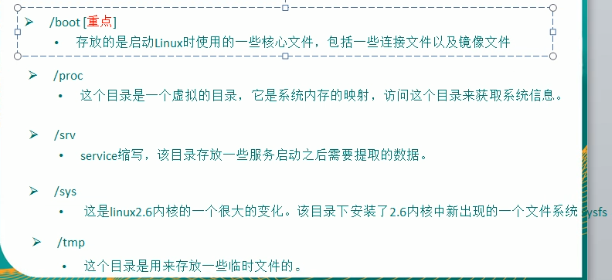 /boot [重点]
存放的是启动Linux时使用的一些核心文件，包括一些连接文件以及镜像文件
/proc
这个目录是一个虚拟的目录，它是系统内存的映射，访问这个目录来获取系统信息。
/srv
service缩写，该目录存放一些服务启动之后需要提取的数据。
/sys
这是linux2.6内核的一个很大的变化。该目录下安装了2.6内核中新出现的一个文件系统 sysfs
/tmp
这个目录是用来存放一些临时文件的。